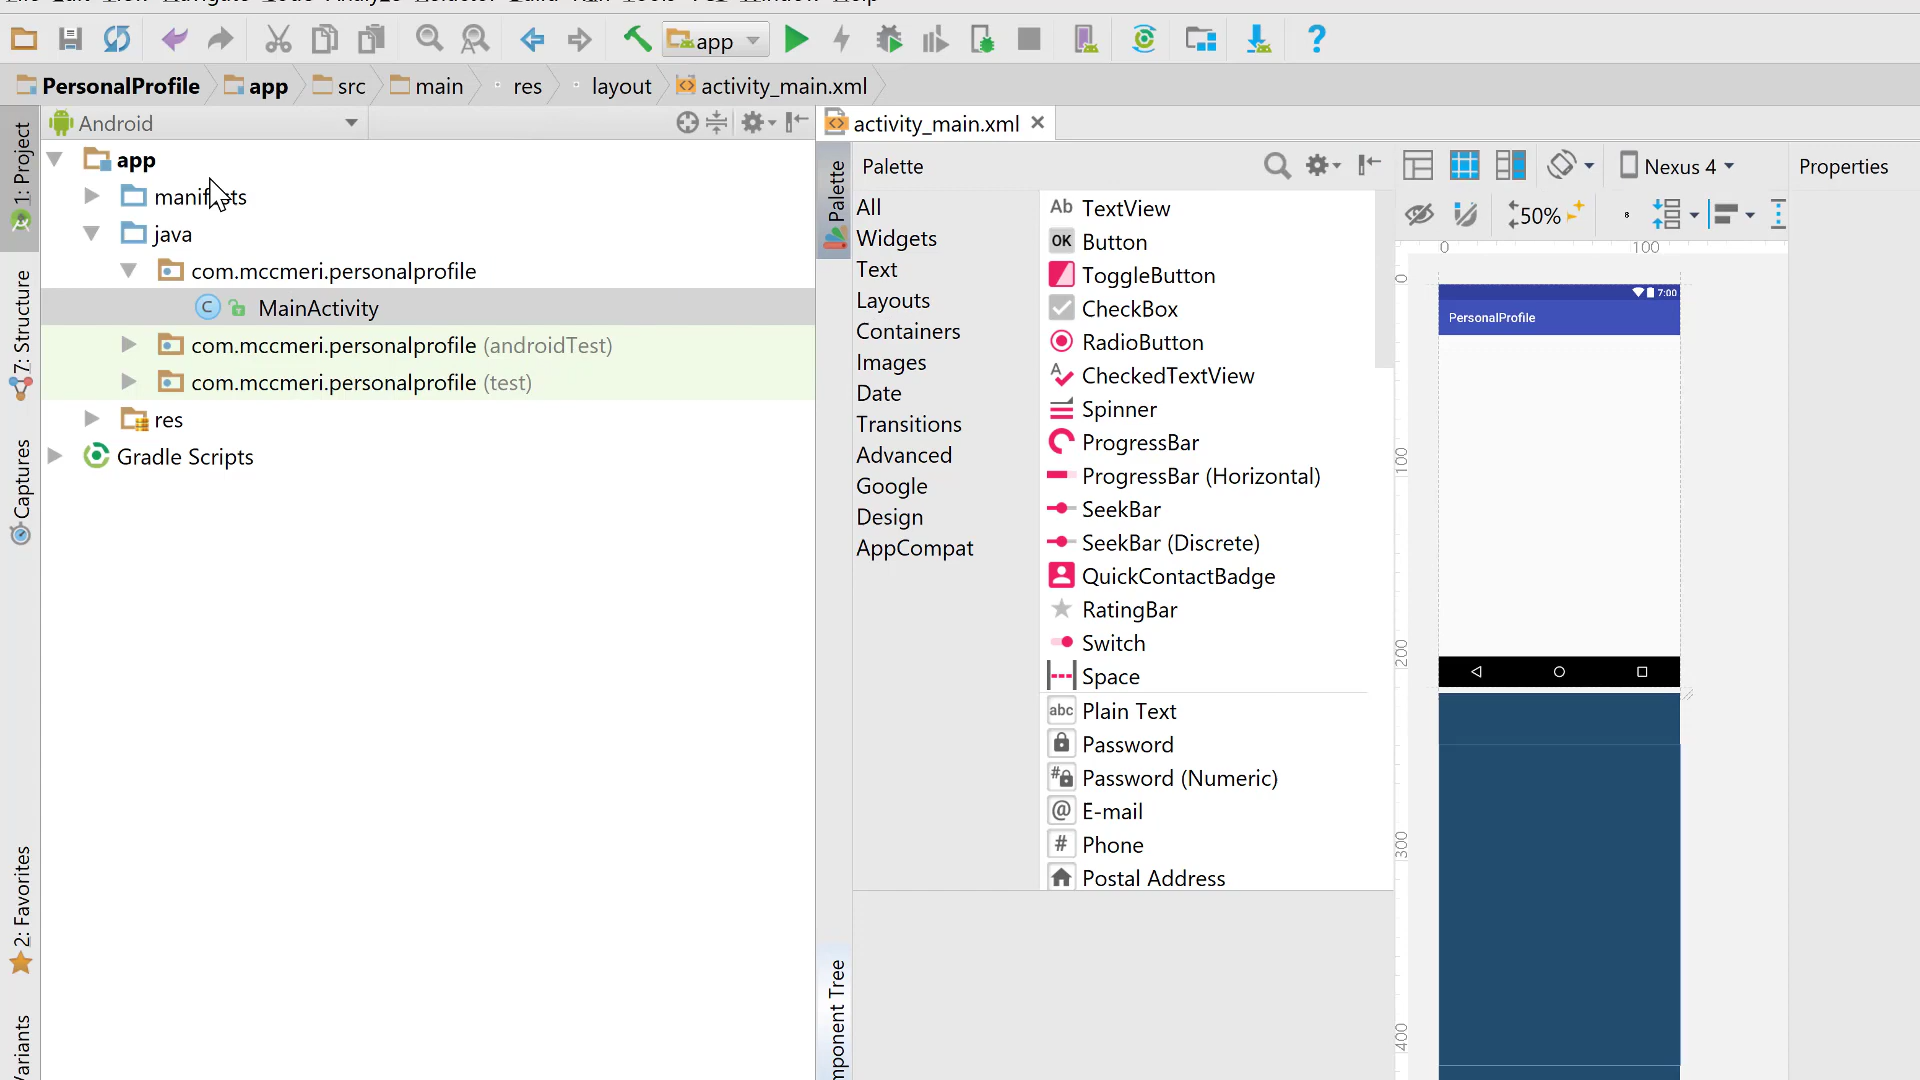 app
PersonalProfile app src main res layout activity_main.xml
1: Project
7: Structure
Captures
2: Favorites
Android
app
manifests
java
com.mccmeri.personalprofile
MainActivity
com.mccmeri.personalprofile (androidTest)
com.mccmeri.personalprofile (test)
res
Gradle Scripts
activity_main.xml
Palette
Palette
All
Widgets
Text
Layouts
Containers
Images
Date
Transitions
Advanced
Google
Design
AppCompat
Ab TextView
OK Button
ToggleButton
CheckBox
RadioButton
CheckedTextView
Spinner
ProgressBar
ProgressBar (Horizontal)
SeekBar
SeekBar (Discrete)
QuickContactBadge
RatingBar
Switch
Space
abc Plain Text
Password
# Password (Numeric)
@ E-mail
# Phone
Postal Address
Nexus 4
Properties
50%
8
0 100
0
100
200
300
400
7:00
PersonalProfile